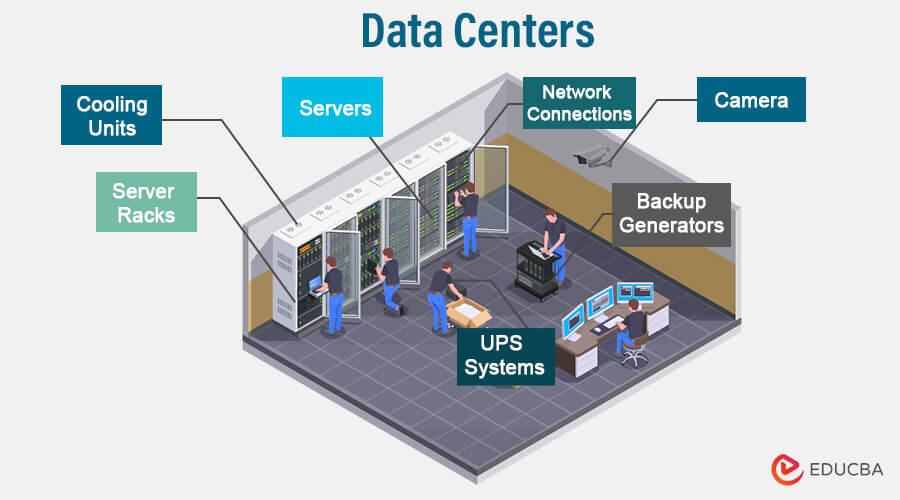 Data Centers
Cooling
Units
Servers
Network
Connections
Camera
Server
Racks
Backup
Generators
UPS
Systems
EDUCBA